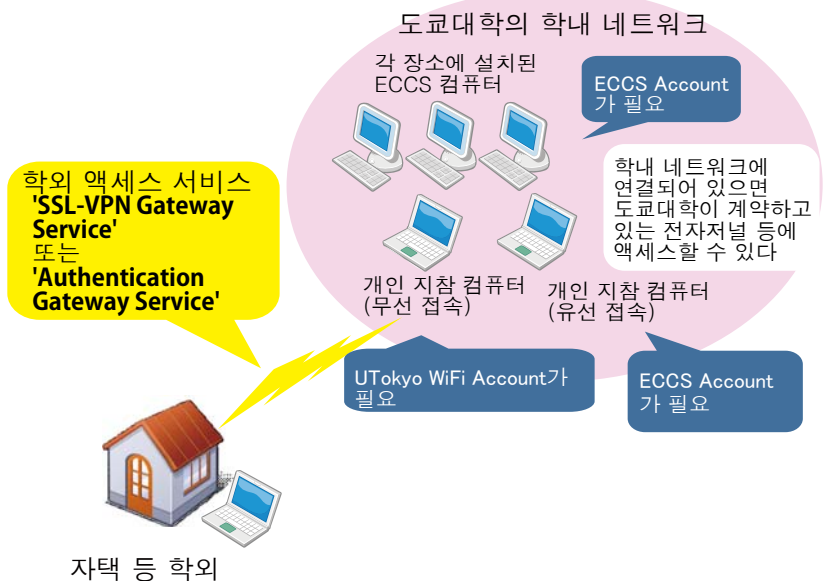 도쿄대학의 학내 네트워크
각 장소에 설치된
ECCS 컴퓨터
ECCS Account
가 필요
학내 네트워크에
연결되어 있으면
도쿄대학이 계약하고
있는 전자저널 등에
액세스할 수 있다
학외 액세스 서비스
'SSL-VPN Gateway
Service'
또는
'Authentication
Gateway Service'
개인 지참 컴퓨터
(무선 접속)
개인 지참 컴퓨터
(유선 접속)
UTokyo WiFi Account가
필요
ECCS Account
가 필요
자택 등 학외